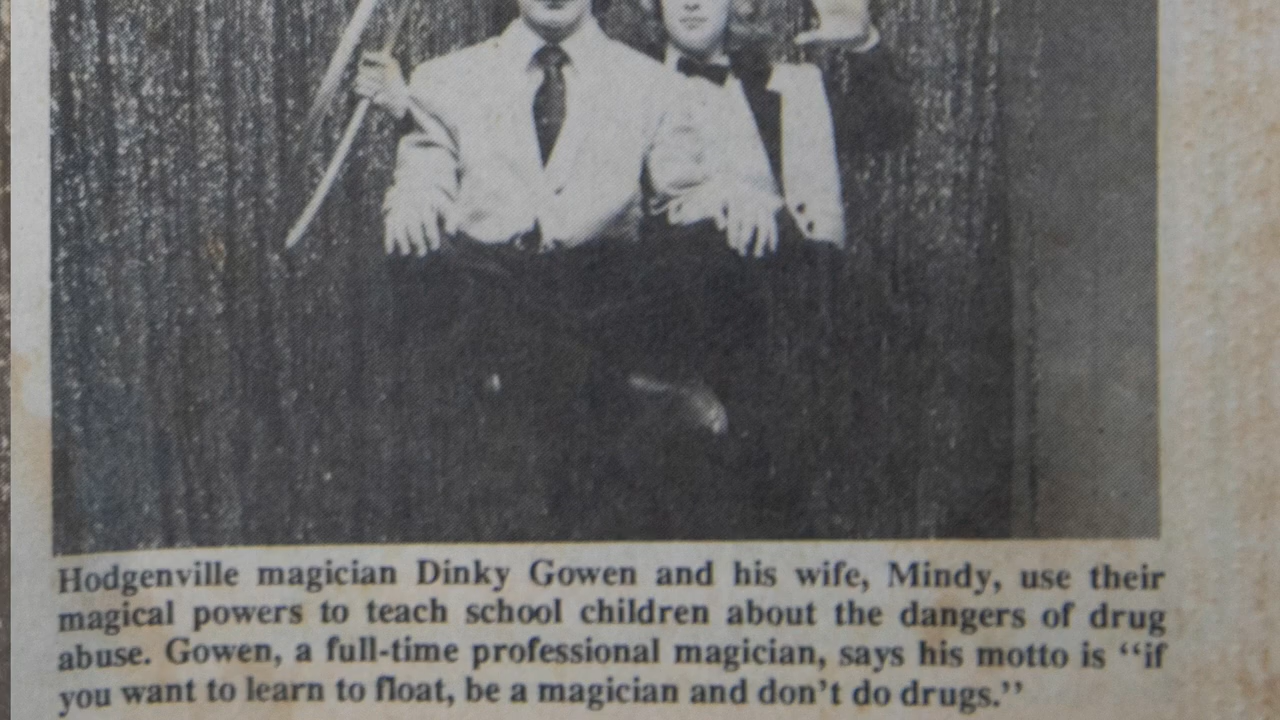 Hodgenville magician Dinky Gowen and his wife, Mindy, use their
magical powers to teach school children about the dangers of drug
abuse. Gowen, a full-time professional magician, says his motto is “if
you want to learn to float, be a magician and don’t do drugs.”